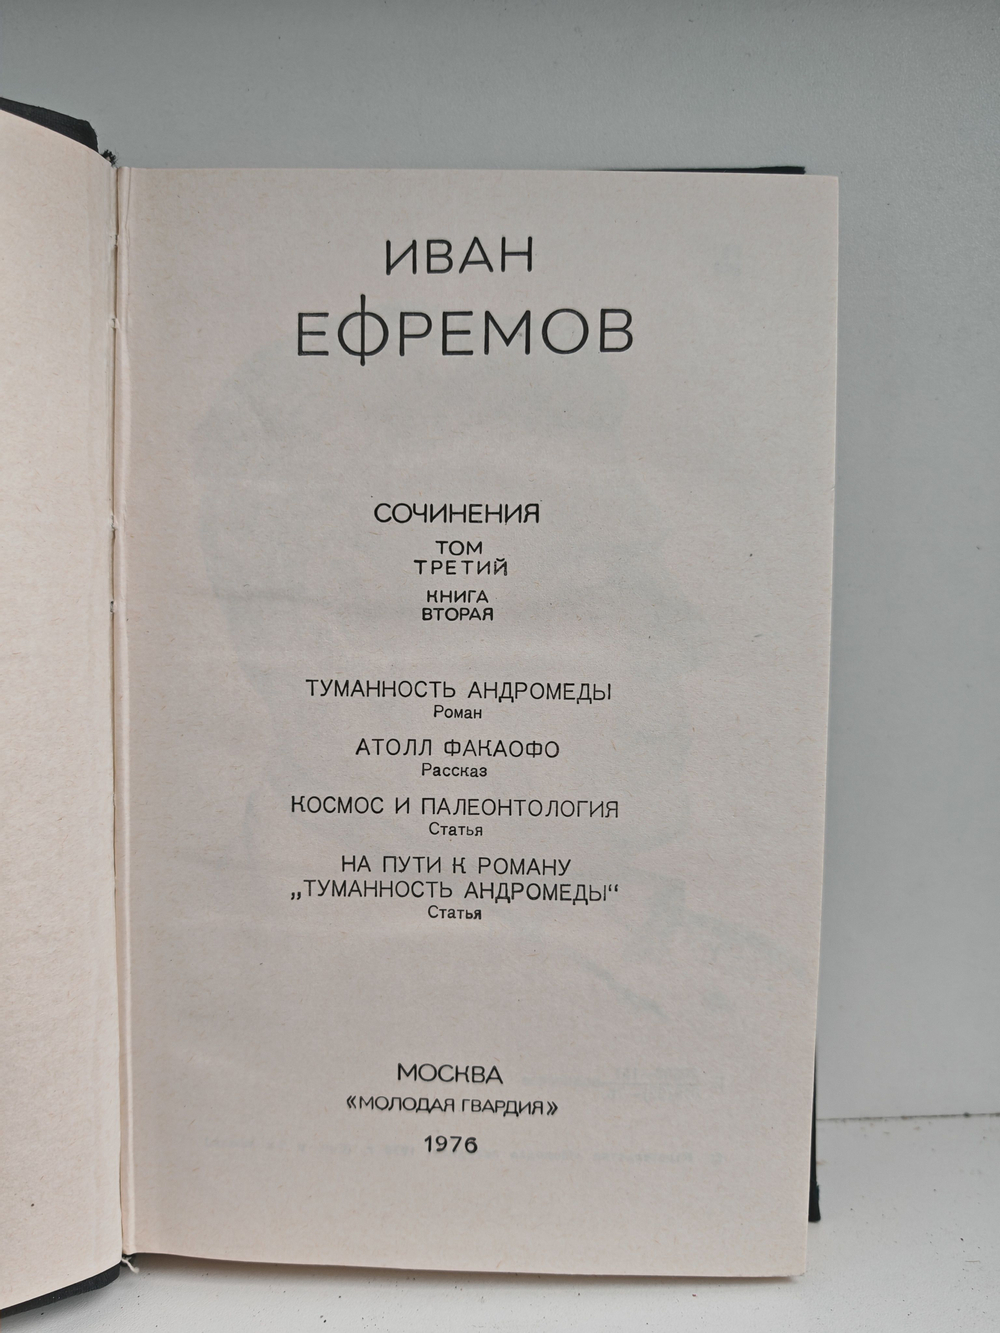 ИВАН
ЕФРЕМОВ
СОЧИНЕНИЯ
ТОМ
ТРЕТИЙ
КНИГА
ВТОРАЯ
ТУМАННОСТЬ АНДРОМЕДЫ
Роман
АТОЛЛ ФАКАОФО
Рассказ
КОСМОС И ПАЛЕОНТОЛОГИЯ
Статья
НА ПУТИ К РОМАНУ
„ТУМАННОСТЬ АНДРОМЕДЫ“
Статья
МОСКВА
«МОЛОДАЯ ГВАРДИЯ»
1976